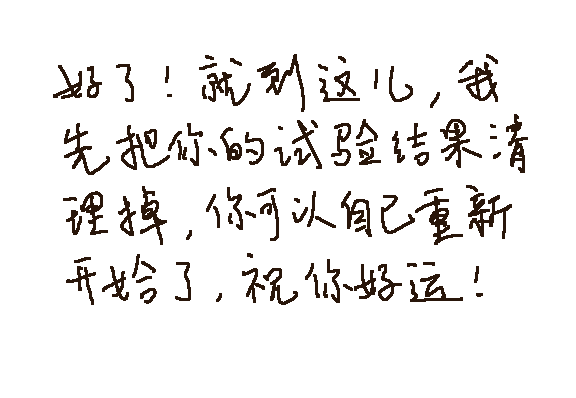 好了！就到这儿，我
先把你的试验结果清
理掉，你可以自己重新
开始了，祝你好运！